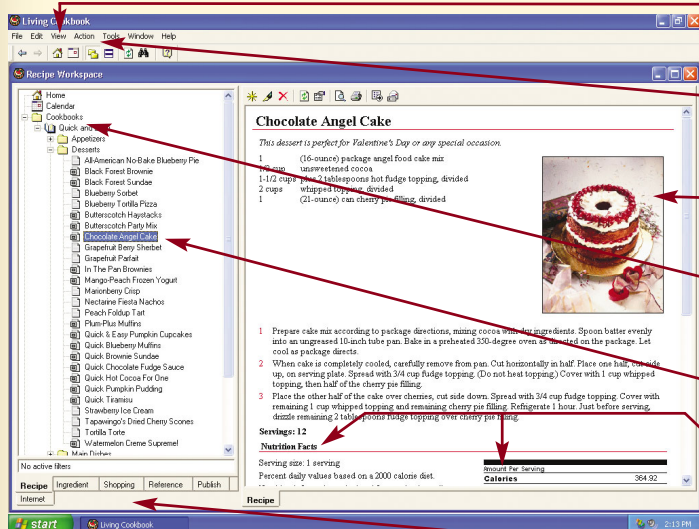 Living Cookbook
File Edit View Action Tools Window Help
Recipe Workspace
Home
Calendar
Cookbooks
Quick and
Appetizers
Desserts
All-American No-Bake Blueberry Pie
Black Forest Brownie
Black Forest Sundae
Blueberry Sorbet
Blueberry Tortilla Pizza
Butterscotch Haystacks
Butterscotch Party Mix
Chocolate Angel Cake
Grapefruit Berry Sherbet
Grapefruit Parfait
In The Pan Brownies
Mango-Peach Frozen Yogurt
Marionberry Crisp
Nectarine Fiesta Nachos
Peach Foldup Tart
Plum-Plus Muffins
Quick & Easy Pumpkin Cupcakes
Quick Blueberry Muffins
Quick Brownie Sundae
Quick Chocolate Fudge Sauce
Quick Hot Cocoa For One
Quick Pumpkin Pudding
Quick Tiramisu
Strawberry Ice Cream
Tapawingo's Dried Cherry Scones
Tortilla Torte
Watermelon Creme Supreme!
Main Dishes
No active filters
Recipe Ingredient Shopping Reference Publish
Internet
Chocolate Angel Cake
This dessert is perfect for Valentine's Day or any special occasion.
1 (16-ounce) package angel food cake mix
1/2 cup unsweetened cocoa
1-1/2 cups plus 2 tablespoons hot fudge topping, divided
2 cups whipped topping, divided
1 (21-ounce) can cherry pie filling, divided
1 Prepare cake mix according to package directions, mixing cocoa with dry ingredients. Spoon batter evenly
into an ungreased 10-inch tube pan. Bake in a preheated 350-degree oven as directed on the package. Let
cool as package directs.
2 When cake is completely cooled, carefully remove from pan. Cut horizontally in half. Place one half, cut side
up, on serving plate. Spread with 3/4 cup fudge topping. (Do not heat topping.) Cover with 1 cup whipped
topping, then half of the cherry pie filling.
3 Place the other half of the cake over cherries, cut side down. Spread with 3/4 cup fudge topping. Cover with
remaining 1 cup whipped topping and remaining cherry pie filling. Refrigerate 1 hour. Just before serving,
drizzle remaining 2 tablespoons fudge topping over cherry pie filling.
Servings: 12
Nutrition Facts
Serving size: 1 serving
Percent daily values based on a 2000 calorie diet.
Amount Per Serving
Calories 364.92
Recipe
start
Living Cookbook
2:13 PM